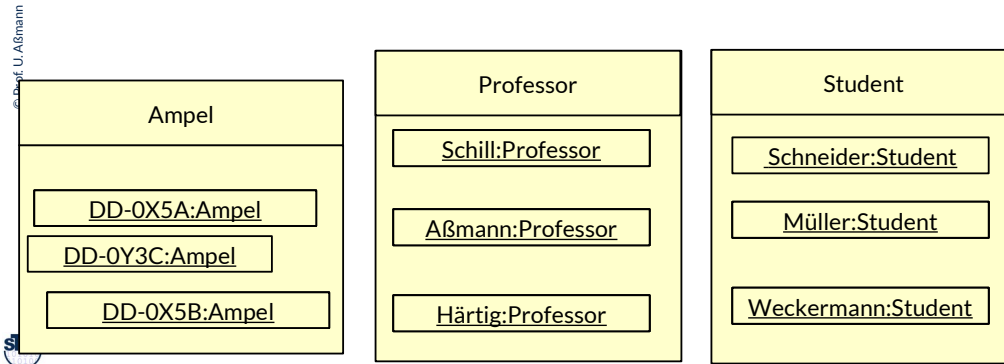 © Prof. U. Aßmann
Ampel
DD-0X5A:Ampel
DD-0Y3C:Ampel
DD-0X5B:Ampel
Professor
Schill:Professor
Aßmann:Professor
Härtig:Professor
Student
Schneider:Student
Müller:Student
Weckermann:Student